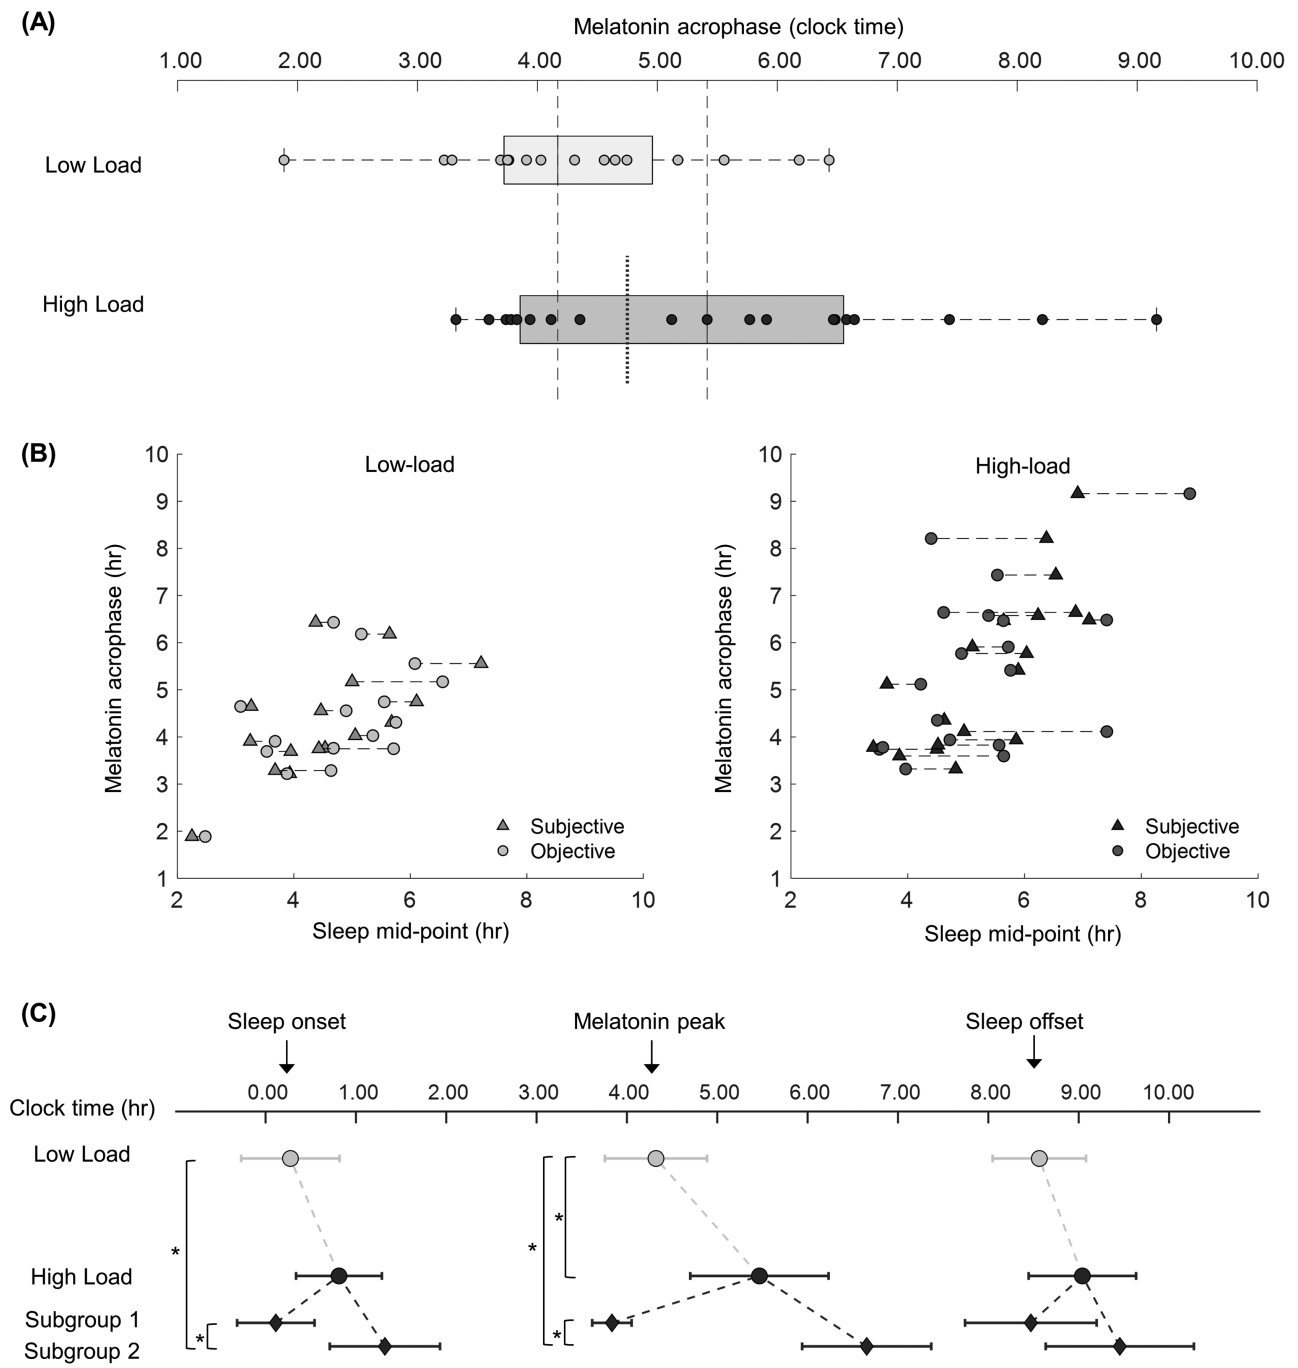 (A)
Melatonin acrophase (clock time)
1.00 2.00 3.00 4.00 5.00 6.00 7.00 8.00 9.00 10.00
Low Load
High Load
(B)
Low-load
10
9
8
7
6
5
4
3
2
1
Melatonin acrophase (hr)
Subjective
Objective
2 4 6 8 10
Sleep mid-point (hr)
High-load
10
9
8
7
6
5
4
3
2
1
Melatonin acrophase (hr)
Subjective
Objective
2 4 6 8 10
Sleep mid-point (hr)
(C)
Sleep onset Melatonin peak Sleep offset
0.00 1.00 2.00 3.00 4.00 5.00 6.00 7.00 8.00 9.00 10.00
Clock time (hr)
Low Load
*
* *
High Load
Subgroup 1
* *
Subgroup 2